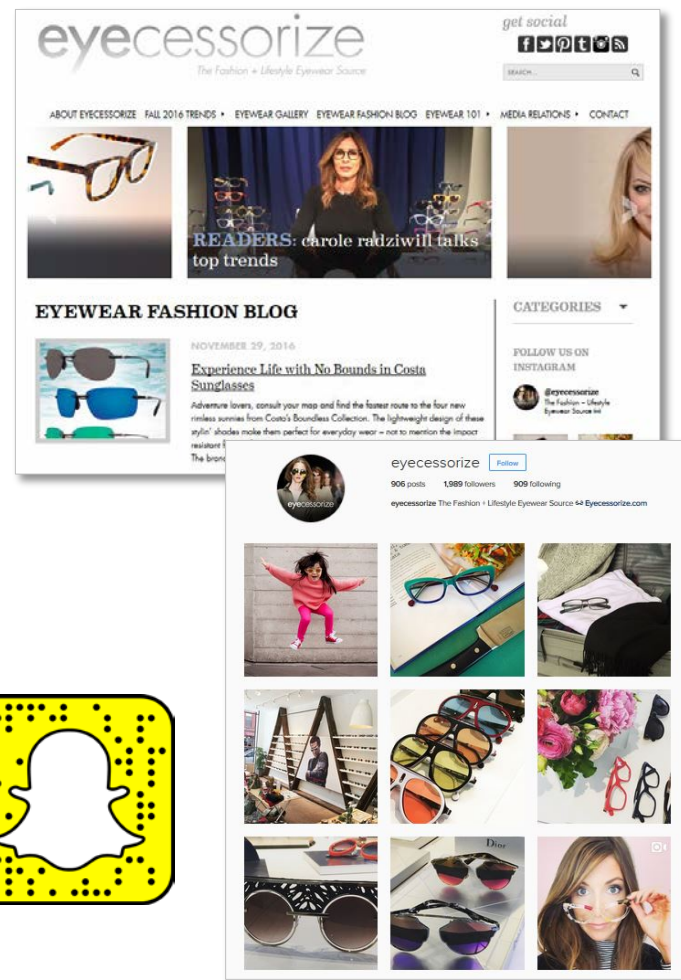 eyecessorize
The Fashion + Lifestyle Eyewear Source
get social
SEARCH...
ABOUT EYECESSORIZE FALL 2016 TRENDS EYEWEAR GALLERY EYEWEAR FASHION BLOG EYEWEAR 101 MEDIA RELATIONS CONTACT
READERS: carole radziwill talks
top trends
EYEWEAR FASHION BLOG
NOVEMBER 29, 2016
Experience Life with No Bounds in Costa
Sunglasses
Adventure lovers, consult your map and find the fastest route to the four new
rimless sunnies from Costa's Boundless Collection. The lightweight design of these
stylin' shades make them perfect for everyday wear – not to mention the impact
resistant
The
CATEGORIES
FOLLOW US ON
INSTAGRAM
@eyecessorize
The Fashion + Lifestyle
Eyewear Source
eyecessorize
eyecessorize Follow
906 posts 1,989 followers 909 following
eyecessorize The Fashion + Lifestyle Eyewear Source 👓 Eyecessorize.com
Dior